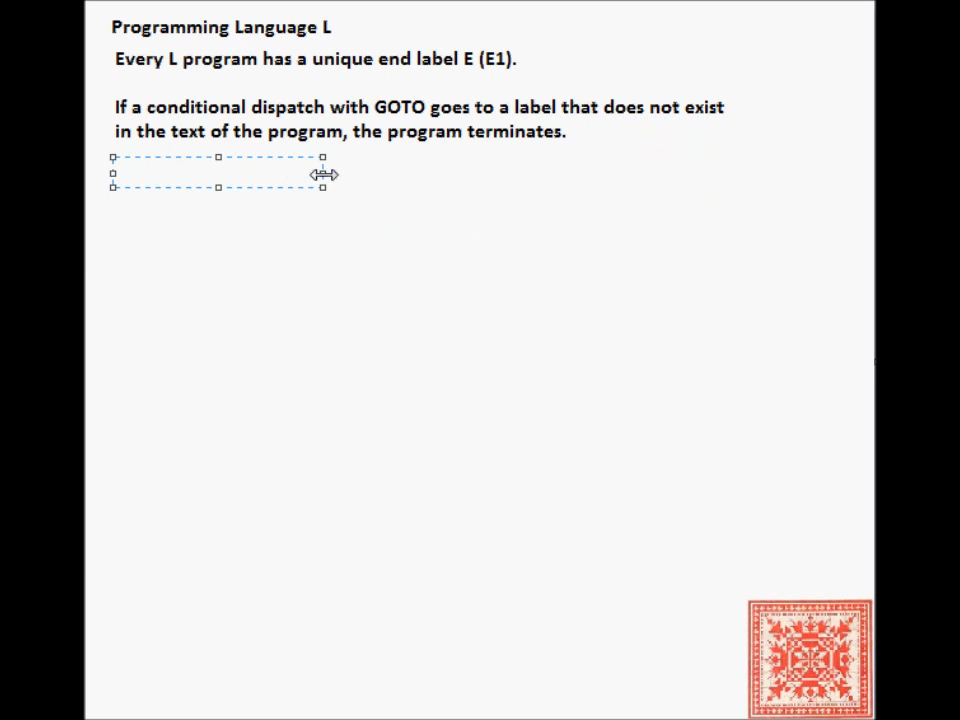 Programming Language L
Every L program has a unique end label E (E1).
If a conditional dispatch with GOTO goes to a label that does not exist
in the text of the program, the program terminates.